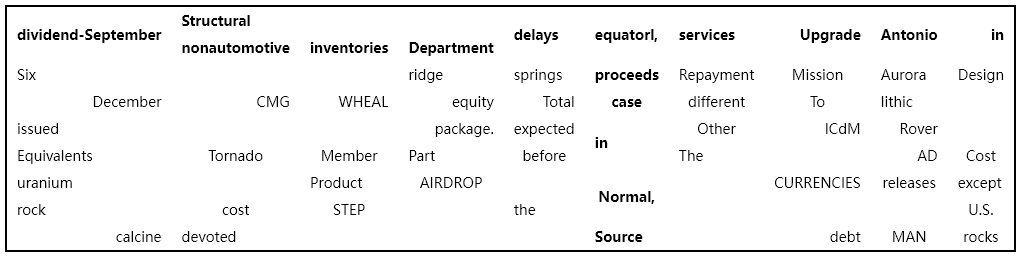 dividend-September Structural nonautomotive inventories Department delays equatorl, services Upgrade Antonio in
Six ridge springs proceeds Repayment Mission Aurora Design
December CMG WHEAL equity Total case different To lithic
issued package. expected in Other ICdM Rover
Equivalents Tornado Member Part before The AD Cost
uranium Product AIRDROP Normal, CURRENCIES releases except
rock cost STEP the U.S.
calcine devoted Source debt MAN rocks